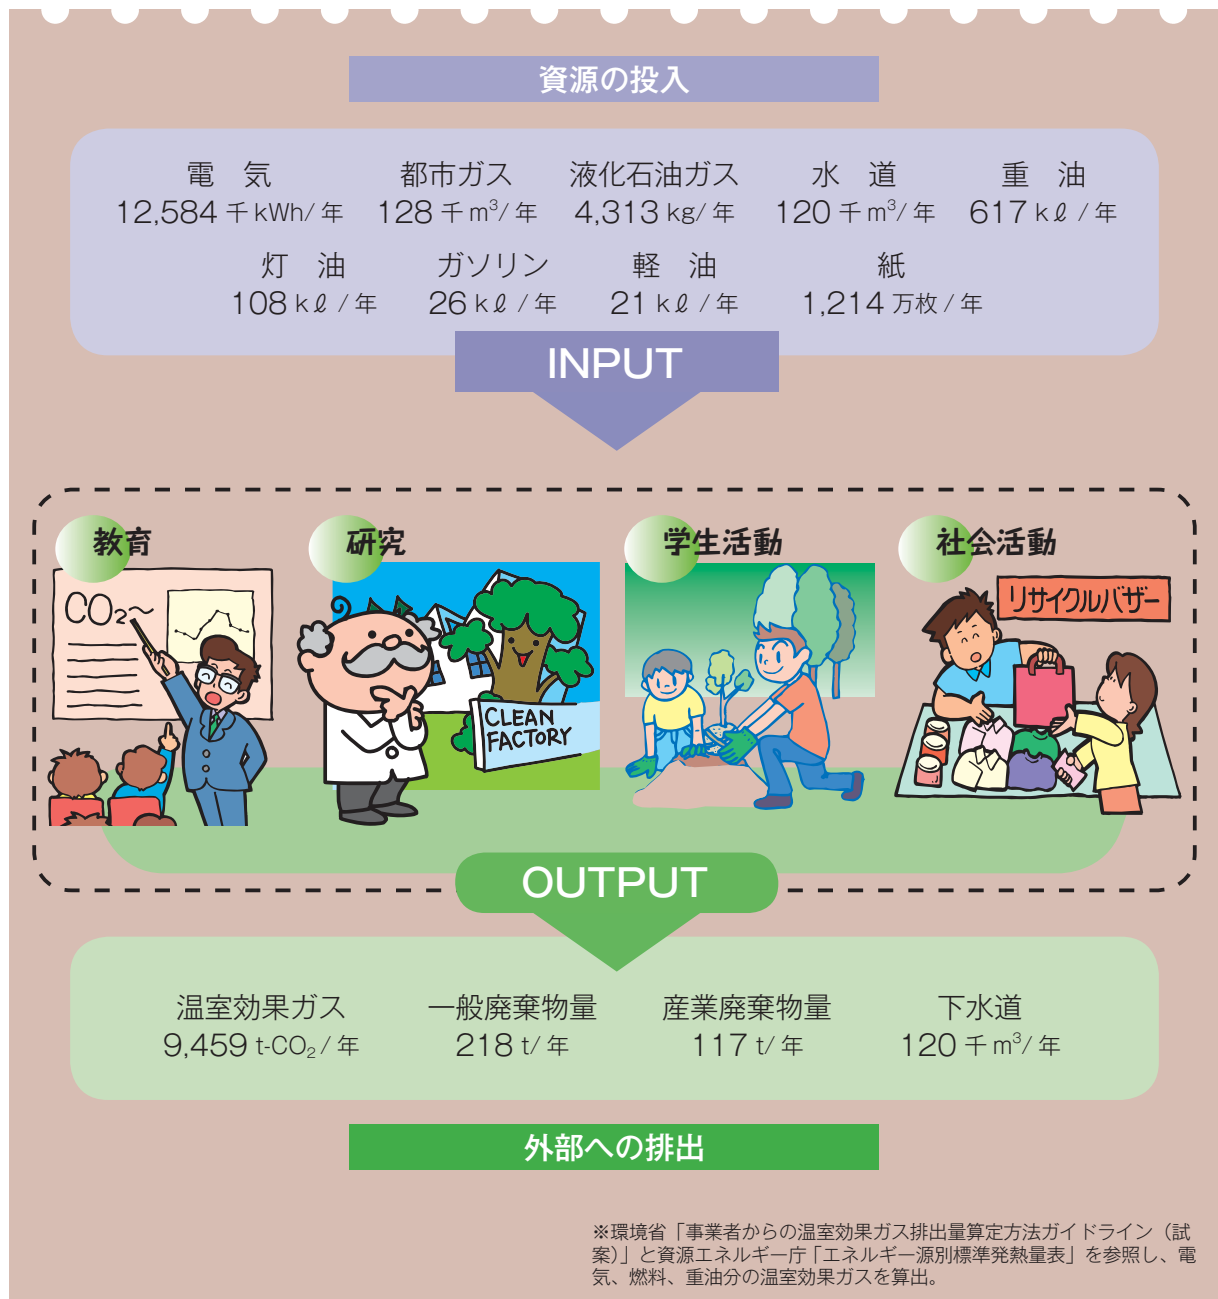 資源の投入
電　気　都市ガス　液化石油ガス　水　道　重　油
12,584 千 kWh/ 年　128 千 m³/ 年　4,313 kg/ 年　120 千 m³/ 年　617 kℓ / 年
灯　油　ガソリン　軽　油　紙
108 kℓ / 年　26 kℓ / 年　21 kℓ / 年　1,214 万枚 / 年
INPUT
教育　研究　学生活動　社会活動
CO₂～
リサイクルバザー
CLEAN
FACTORY
OUTPUT
温室効果ガス　一般廃棄物量　産業廃棄物量　下水道
9,459 t-CO₂ / 年　218 t/ 年　117 t/ 年　120 千 m³/ 年
外部への排出
※環境省「事業者からの温室効果ガス排出量算定方法ガイドライン（試
案）」と資源エネルギー庁「エネルギー源別標準発熱量表」を参照し、電
気、燃料、重油分の温室効果ガスを算出。